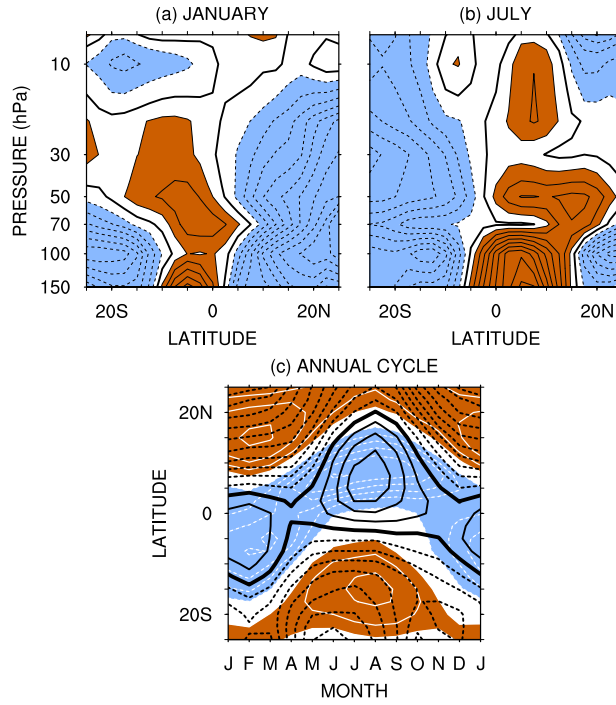 (a) JANUARY
(b) JULY
PRESSURE (hPa)
10
30
50
70
100
150
20S 0 20N
20S 0 20N
LATITUDE
LATITUDE
(c) ANNUAL CYCLE
LATITUDE
20N
0
20S
J F M A M J J A S O N D J
MONTH